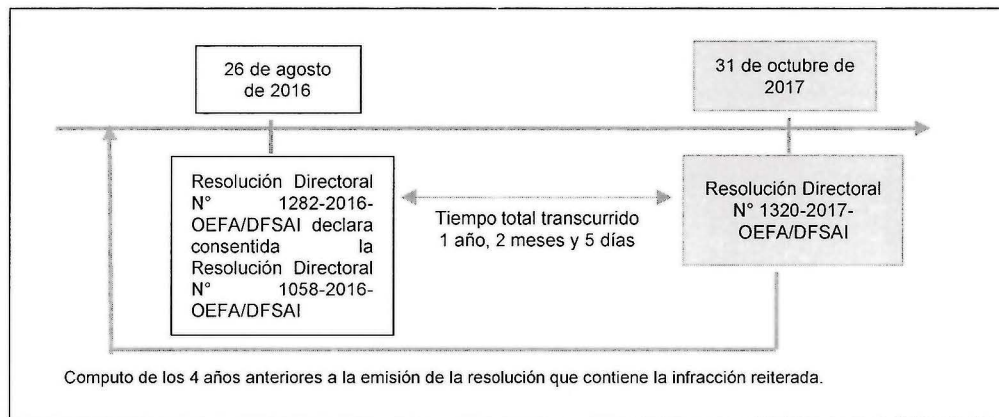 26 de agosto
de 2016
31 de octubre de
2017
Resolución Directoral
N° 1282-2016-
OEFA/DFSAI declara
consentida la
Resolución Directoral
N° 1058-2016-
OEFA/DFSAI
Tiempo total transcurrido
1 año, 2 meses y 5 días
Resolución Directoral
N° 1320-2017-
OEFA/DFSAI
Computo de los 4 años anteriores a la emisión de la resolución que contiene la infracción reiterada.